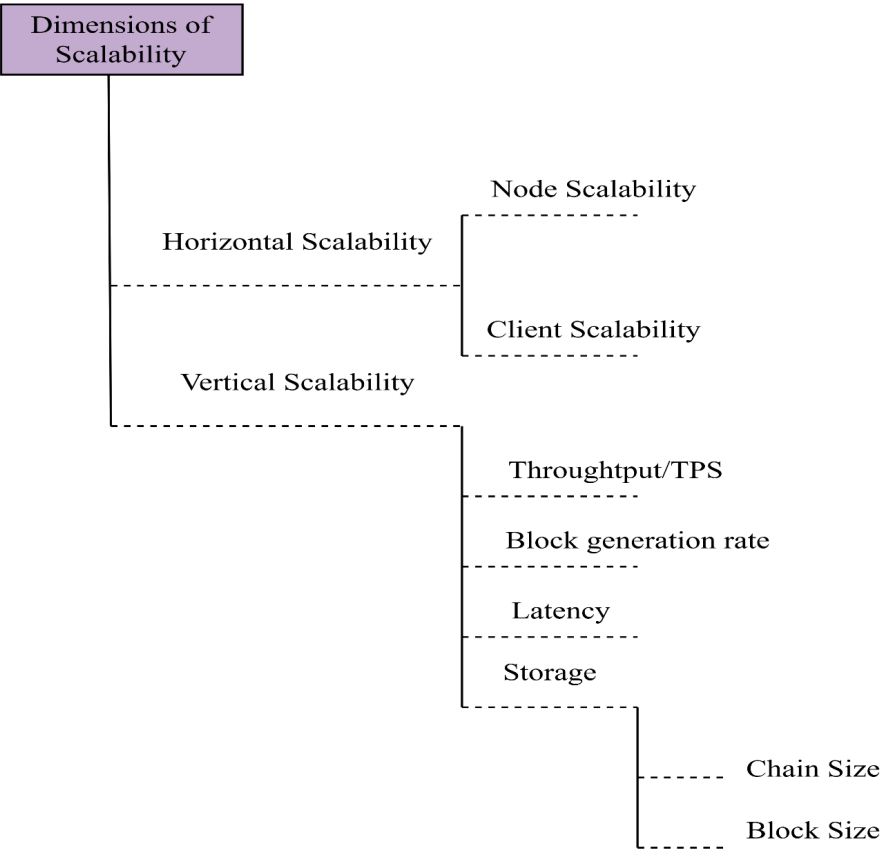 Dimensions of
Scalability
Node Scalability
Horizontal Scalability
Client Scalability
Vertical Scalability
Throughtput/TPS
Block generation rate
Latency
Storage
Chain Size
Block Size